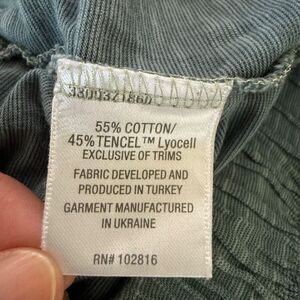 55% COTTON/
45% TENCEL™ Lyocell
EXCLUSIVE OF TRIMS
FABRIC DEVELOPED AND
PRODUCED IN TURKEY
GARMENT MANUFACTURED
IN UKRAINE
RN# 102816